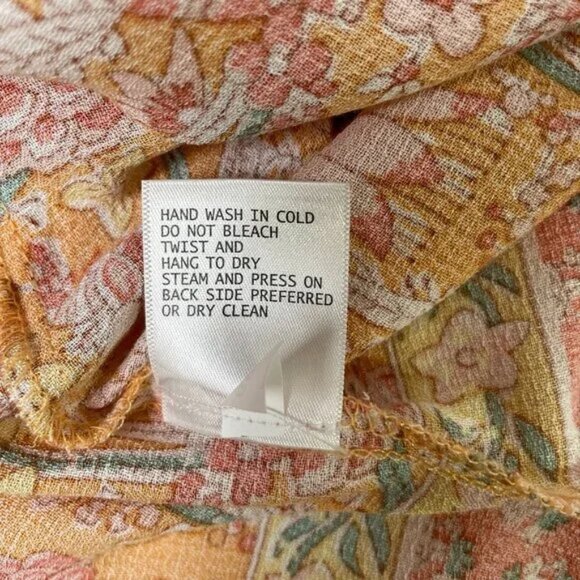 HAND WASH IN COLD
DO NOT BLEACH
TWIST AND
HANG TO DRY
STEAM AND PRESS ON
BACK SIDE PREFERRED
OR DRY CLEAN